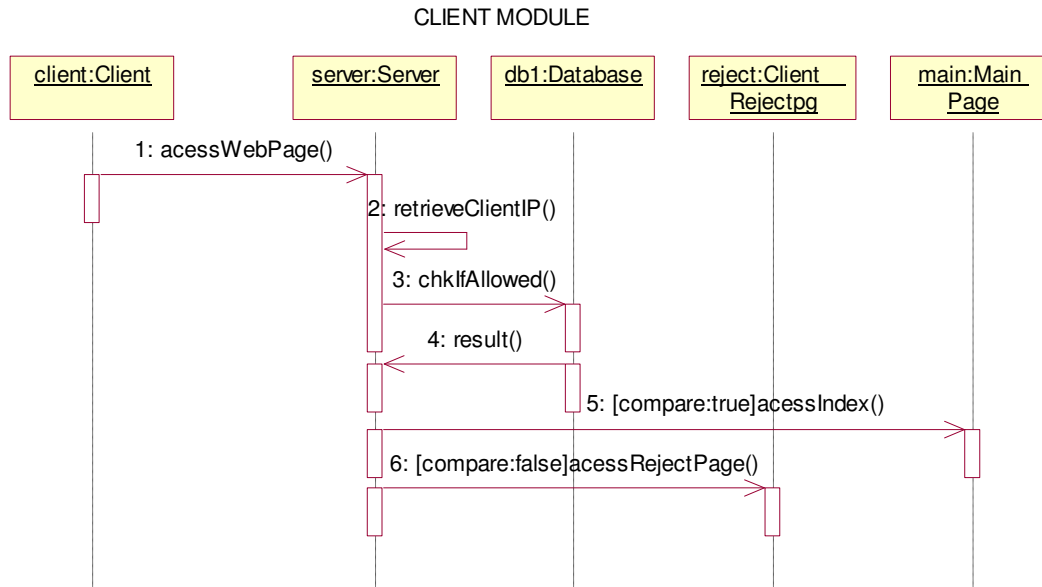 CLIENT MODULE
client:Client
server:Server
db1:Database
reject:Client
Rejectpg
main:Main
Page
1: acessWebPage()
2: retrieveClientIP()
3: chkIfAllowed()
4: result()
5: [compare:true]acessIndex()
6: [compare:false]acessRejectPage()